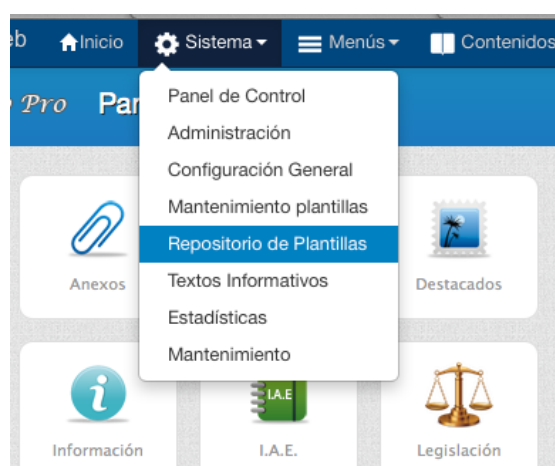 eb Inicio Sistema Menús Contenidos
Pro Par
Panel de Control
Administración
Configuración General
Mantenimiento plantillas
Repositorio de Plantillas
Textos Informativos
Estadísticas
Mantenimiento
Anexos Destacados
I.A.E
Información I.A.E. Legislación